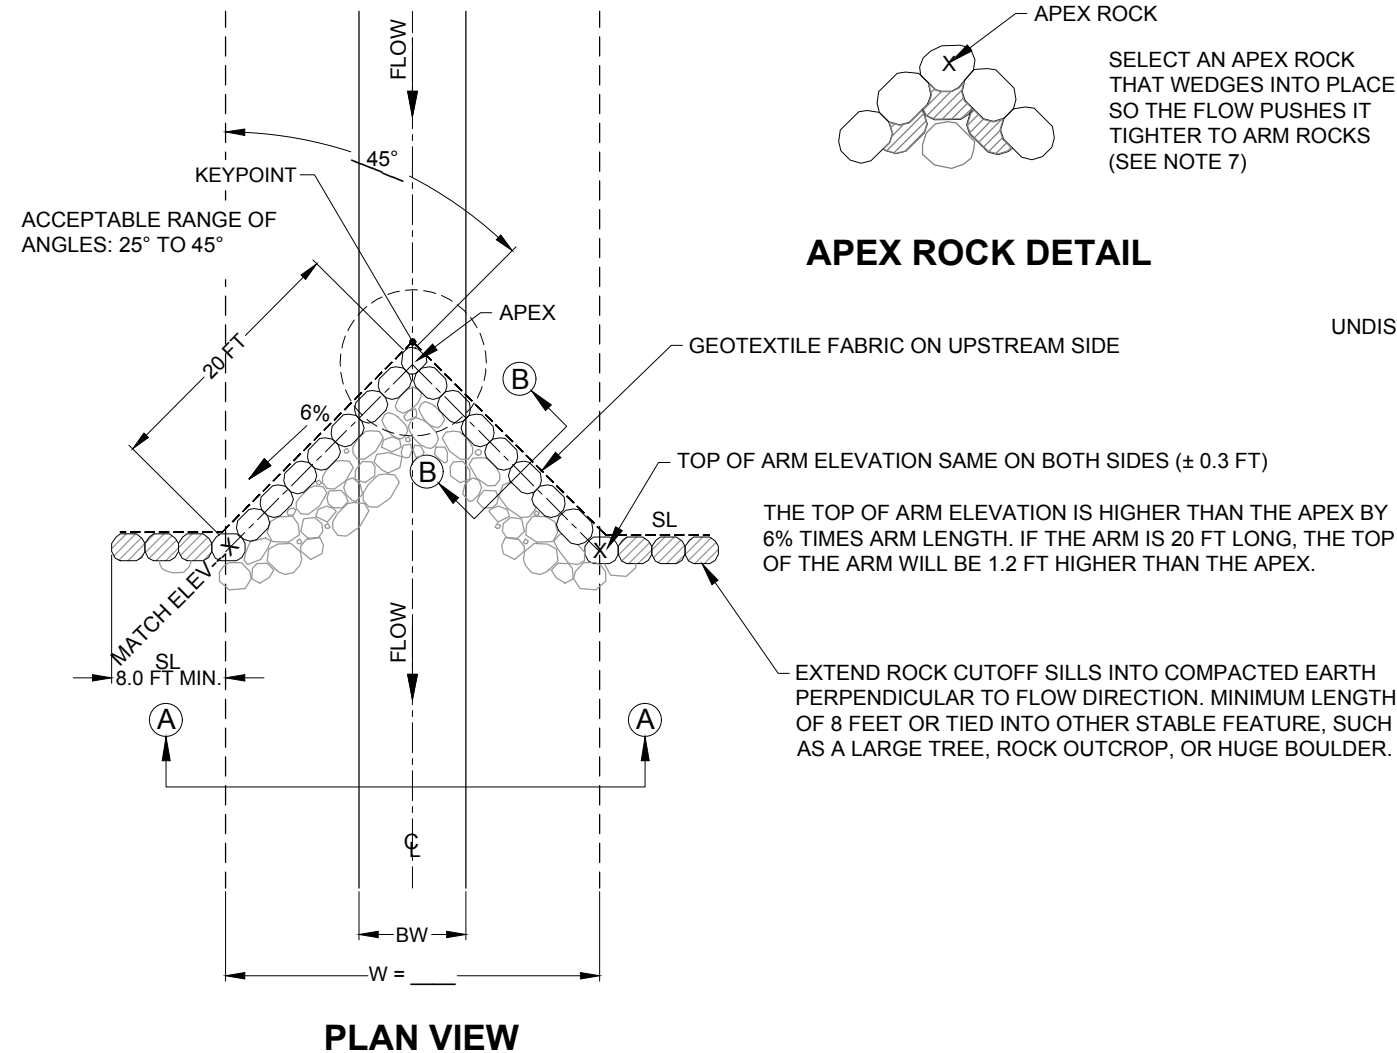 APEX ROCK
SELECT AN APEX ROCK
THAT WEDGES INTO PLACE
SO THE FLOW PUSHES IT
TIGHTER TO ARM ROCKS
(SEE NOTE 7)
X
APEX ROCK DETAIL
FLOW
45°
KEYPOINT
ACCEPTABLE RANGE OF
ANGLES: 25° TO 45°
20 FT
6%
APEX
UNDIS
GEOTEXTILE FABRIC ON UPSTREAM SIDE
B
B
TOP OF ARM ELEVATION SAME ON BOTH SIDES (± 0.3 FT)
THE TOP OF ARM ELEVATION IS HIGHER THAN THE APEX BY
6% TIMES ARM LENGTH. IF THE ARM IS 20 FT LONG, THE TOP
OF THE ARM WILL BE 1.2 FT HIGHER THAN THE APEX.
SL
X
X
MATCH ELEV
SL
8.0 FT MIN.
FLOW
EXTEND ROCK CUTOFF SILLS INTO COMPACTED EARTH
PERPENDICULAR TO FLOW DIRECTION. MINIMUM LENGTH
OF 8 FEET OR TIED INTO OTHER STABLE FEATURE, SUCH
AS A LARGE TREE, ROCK OUTCROP, OR HUGE BOULDER.
A
A
CL
BW
W = ____
PLAN VIEW